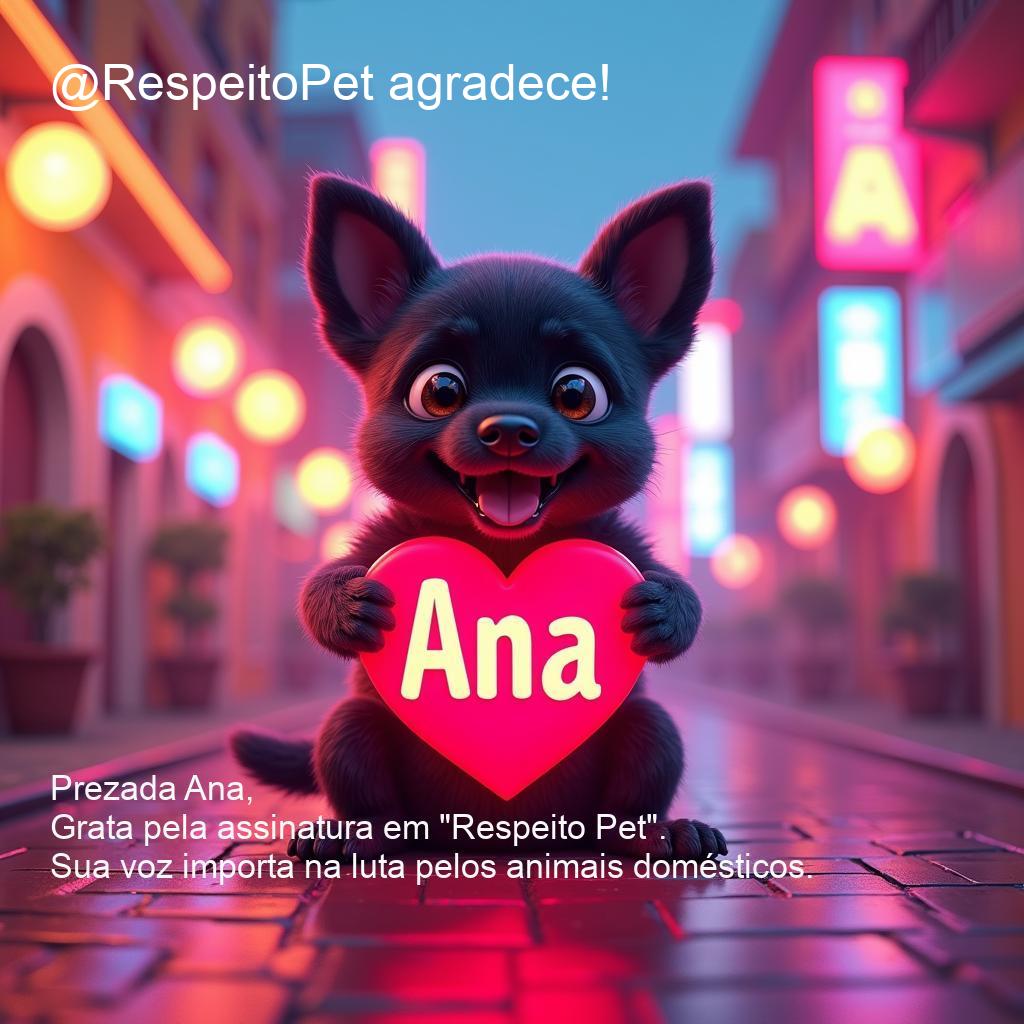 @RespeitoPet agradece!
A
Ana
Prezada Ana,
Grata pela assinatura em "Respeito Pet".
Sua voz importa na luta pelos animais domésticos.